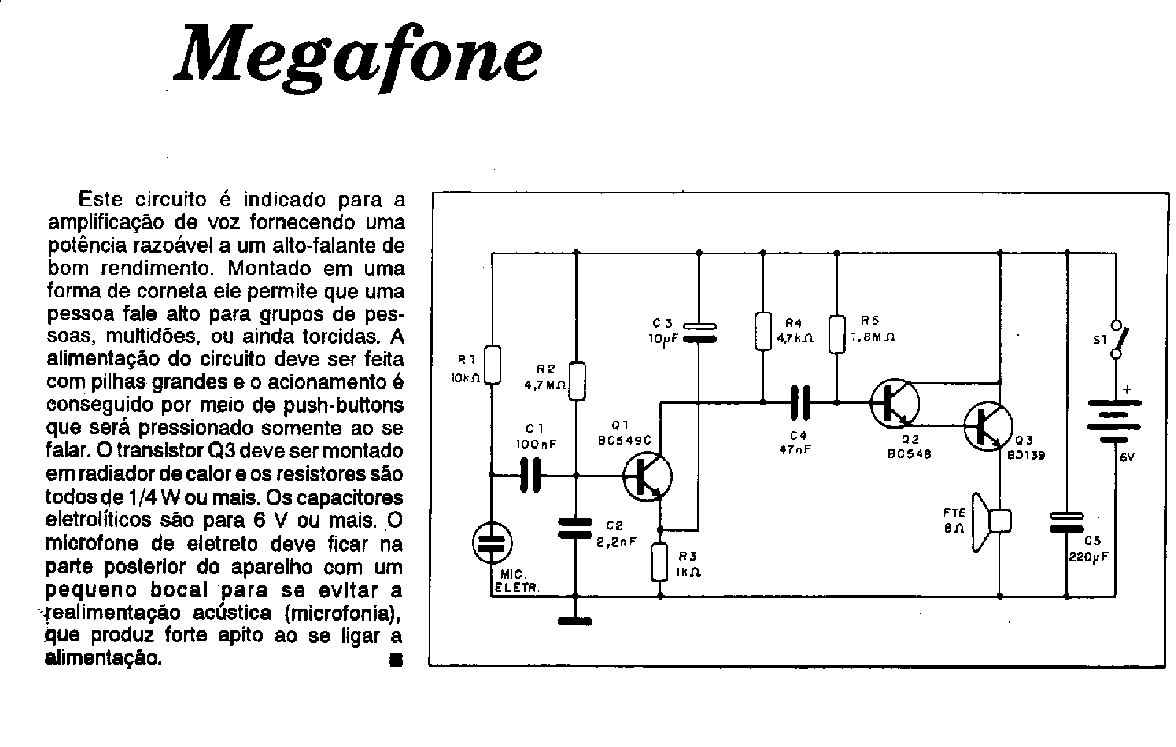 Megafone
Este circuito é indicado para a
amplificação de voz fornecendo uma
potência razoável a um alto-falante de
bom rendimento. Montado em uma
forma de corneta ele permite que uma
pessoa fale alto para grupos de pes-
soas, multidões, ou ainda torcidas. A
alimentação do circuito deve ser feita
com pilhas grandes e o acionamento é
conseguido por meio de push-buttons
que será pressionado somente ao se
falar. O transistor Q3 deve ser montado
em radiador de calor e os resistores são
todos de 1/4 W ou mais. Os capacitores
eletrolíticos são para 6 V ou mais. O
microfone de eletreto deve ficar na
parte posterior do aparelho com um
pequeno bocal para se evitar a
realimentação acústica (microfonia),
que produz forte apito ao se ligar a
alimentação.
R1
10kΩ
R2
4,7MΩ
C1
100nF
Q1
BC549C
C3
10µF
R4
4,7kΩ
R5
1,8MΩ
C4
47nF
Q2
BC548
Q3
BD139
S1
+
6V
C2
2,2nF
R3
1kΩ
MIC.
ELETR.
FTE
8Ω
C5
220µF